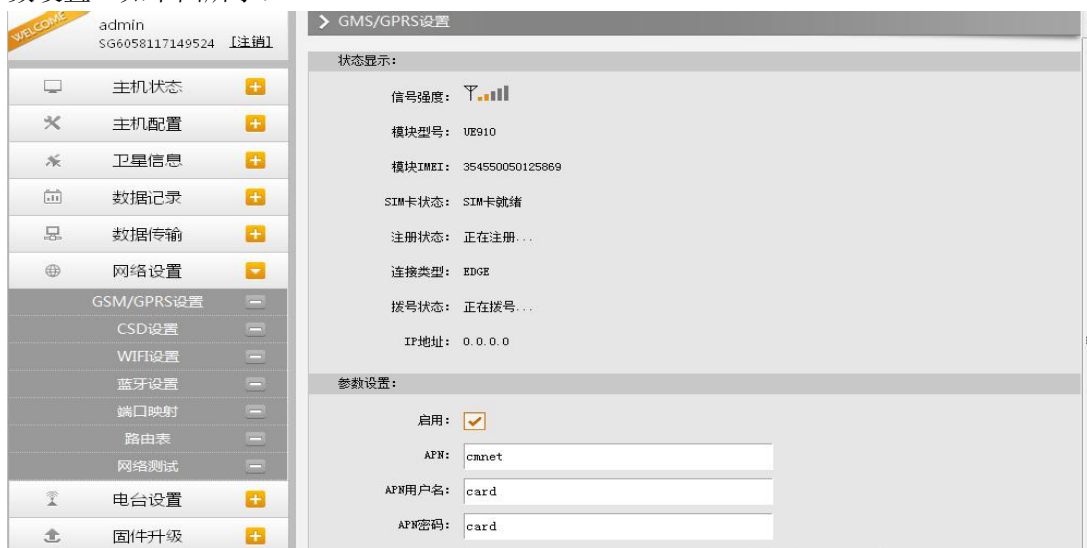 WELCOME
admin
SG6058117149524 [注销]
主机状态
主机配置
卫星信息
数据记录
数据传输
网络设置
GSM/GPRS设置
CSD设置
WIFI设置
蓝牙设置
端口映射
路由表
网络测试
电台设置
固件升级
GMS/GPRS设置
状态显示:
信号强度:
模块型号: UE910
模块IMEI: 354550050125869
SIM卡状态: SIM卡就绪
注册状态: 正在注册...
连接类型: EDGE
拨号状态: 正在拨号...
IP地址: 0.0.0.0
参数设置:
启用:
APN: cmnet
APN用户名: card
APN密码: card